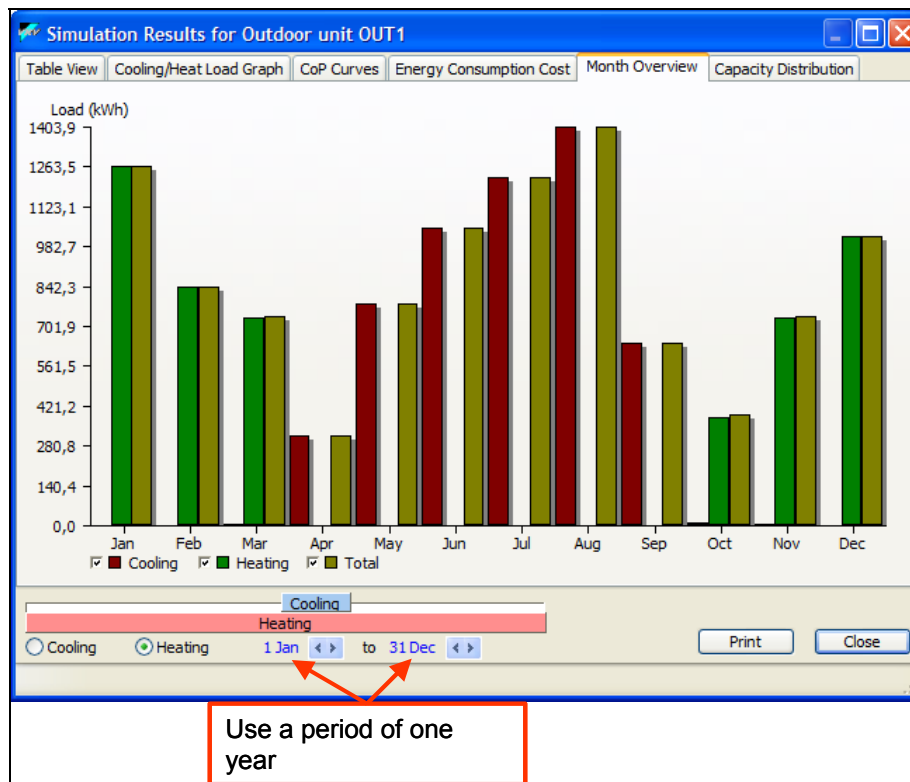 Simulation Results for Outdoor unit OUT1
Table View Cooling/Heat Load Graph CoP Curves Energy Consumption Cost Month Overview Capacity Distribution
Load (kWh)
1403,9
1263,5
1123,1
982,7
842,3
701,9
561,5
421,2
280,8
140,4
0,0
Jan Feb Mar Apr May Jun Jul Aug Sep Oct Nov Dec
Cooling Heating Total
Cooling
Heating
Cooling Heating 1 Jan to 31 Dec Print Close
Use a period of one
year